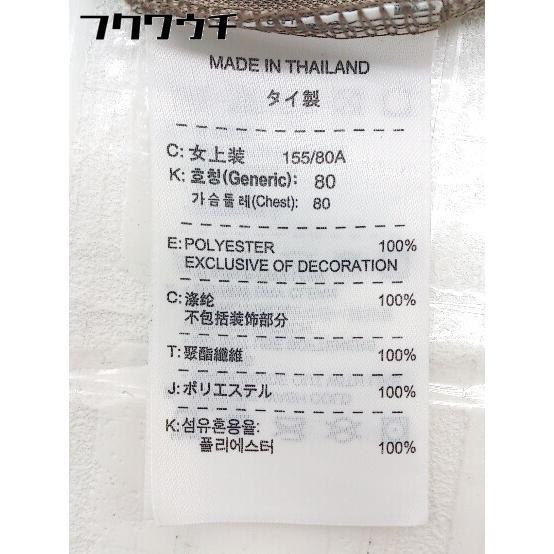 フクウウチ
MADE IN THAILAND
タイ製
C: 女上装 155/80A
K: 호칭(Generic): 80
가슴둘레(Chest): 80
E: POLYESTER 100%
EXCLUSIVE OF DECORATION
C: 涤纶 100%
不包括装饰部分
T: 聚酯纖維 100%
J: ポリエステル 100%
K: 섬유혼용율:
폴리에스터 100%